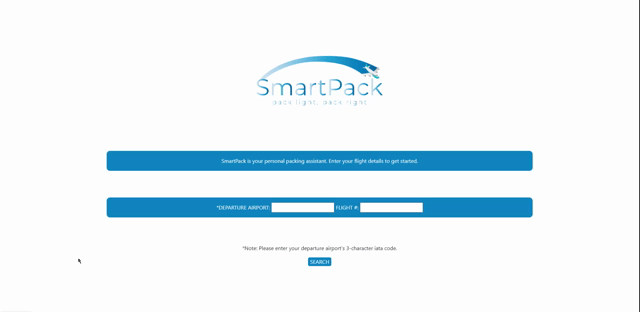 SmartPack
pack light, pack right.
SmartPack is your personal packing assistant. Enter your flight details to get started.
*DEPARTURE AIRPORT: FLIGHT #:
*Note: Please enter your departure airport's 3-character iata code.
SEARCH